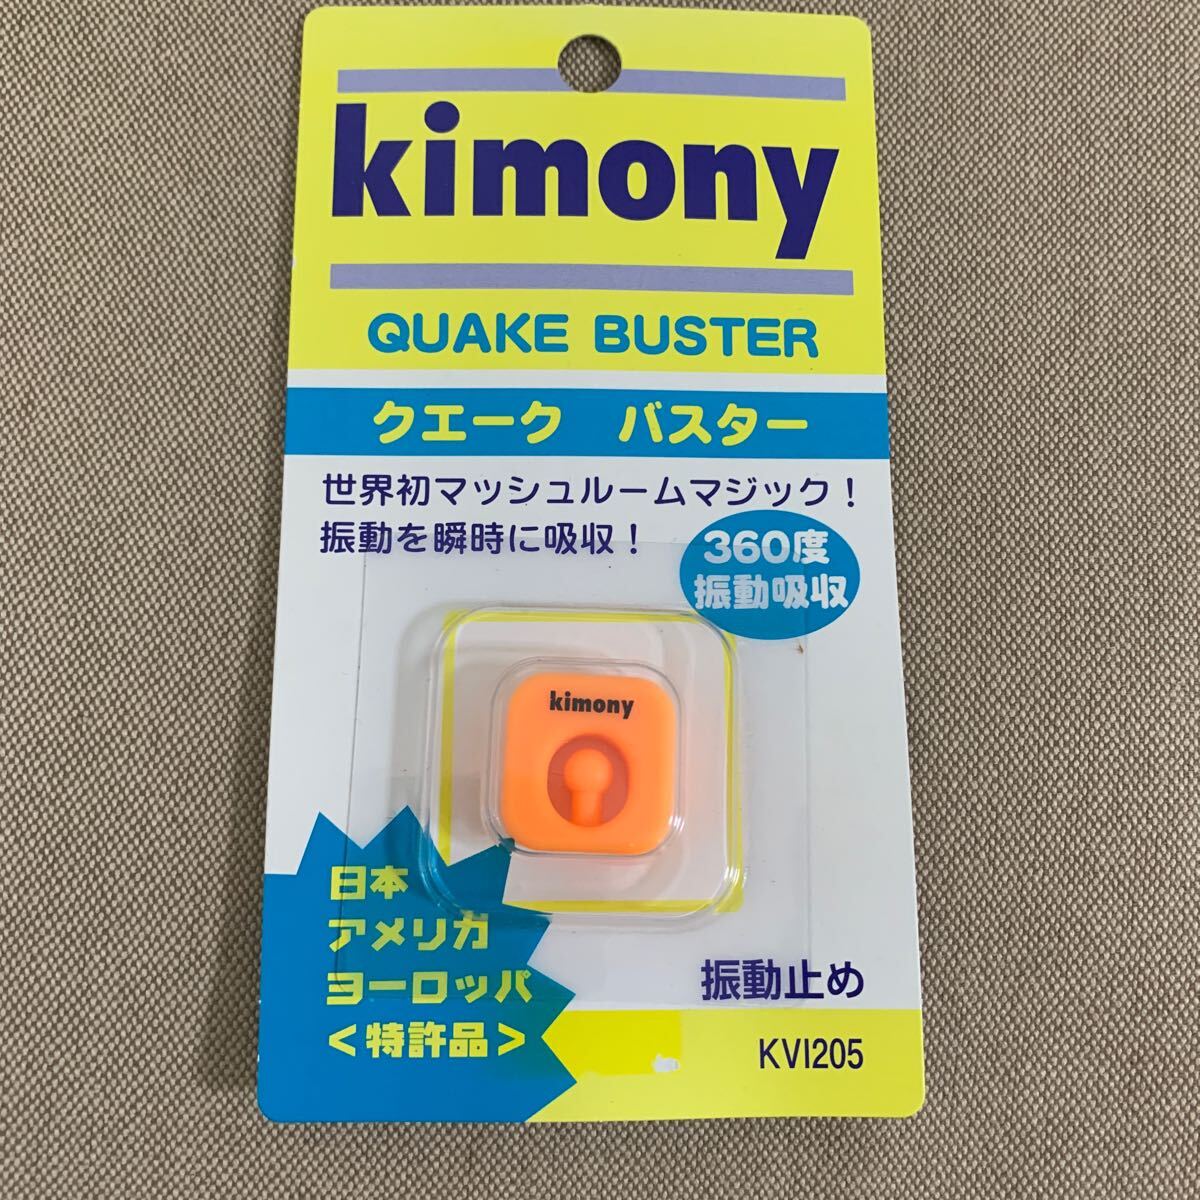 kimony
QUAKE BUSTER
クエーク バスター
世界初マッシュルームマジック！
振動を瞬時に吸収！
360度
振動吸収
kimony
日本
アメリカ
ヨーロッパ
＜特許品＞
振動止め
KVI205